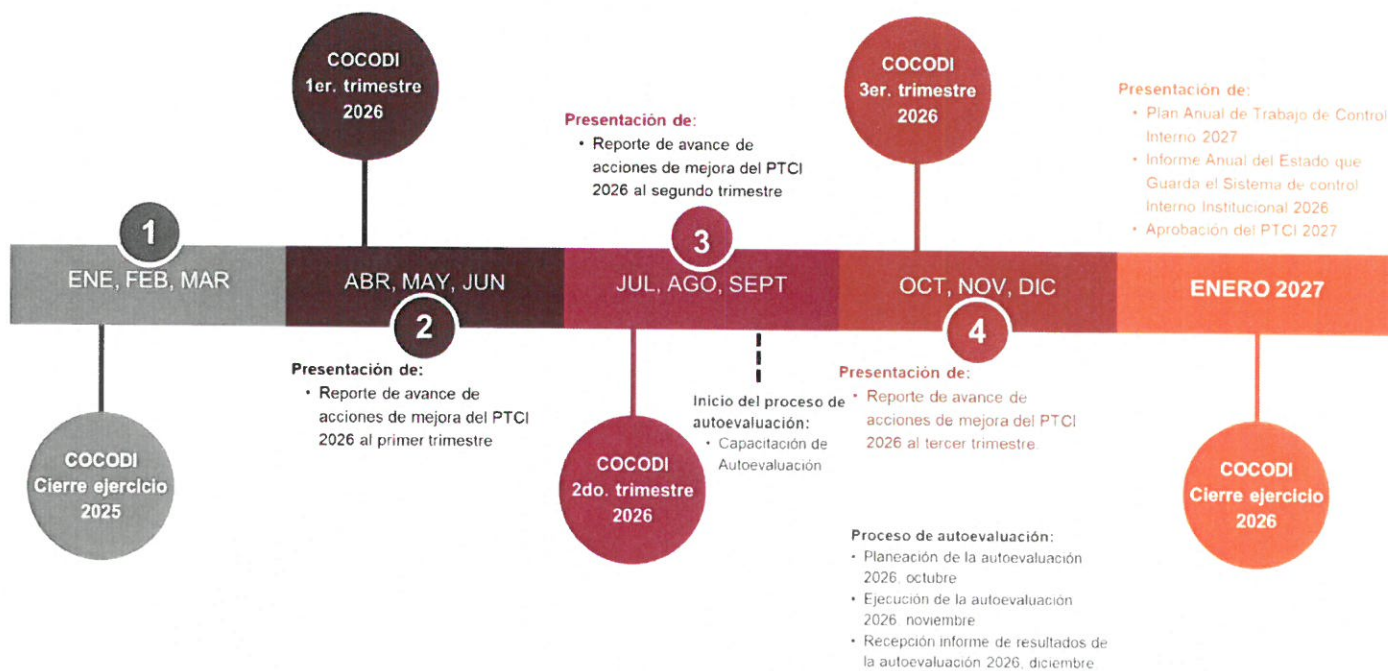 COCODI
1er. trimestre
2026
COCODI
3er. trimestre
2026
Presentación de:
• Reporte de avance de
acciones de mejora del PTCI
2026 al segundo trimestre
Presentación de:
• Plan Anual de Trabajo de Control
Interno 2027
• Informe Anual del Estado que
Guarda el Sistema de control
Interno Institucional 2026
• Aprobación del PTCI 2027
1
3
ENE, FEB, MAR
ABR, MAY, JUN
JUL, AGO, SEPT
OCT, NOV, DIC
ENERO 2027
2
4
Presentación de:
• Reporte de avance de
acciones de mejora del PTCI
2026 al primer trimestre
Inicio del proceso de
autoevaluación:
• Capacitación de
Autoevaluación
Presentación de:
• Reporte de avance de
acciones de mejora del PTCI
2026 al tercer trimestre
COCODI
Cierre ejercicio
2025
COCODI
2do. trimestre
2026
COCODI
Cierre ejercicio
2026
Proceso de autoevaluación:
• Planeación de la autoevaluación
2026, octubre
• Ejecución de la autoevaluación
2026, noviembre
• Recepción informe de resultados de
la autoevaluación 2026, diciembre